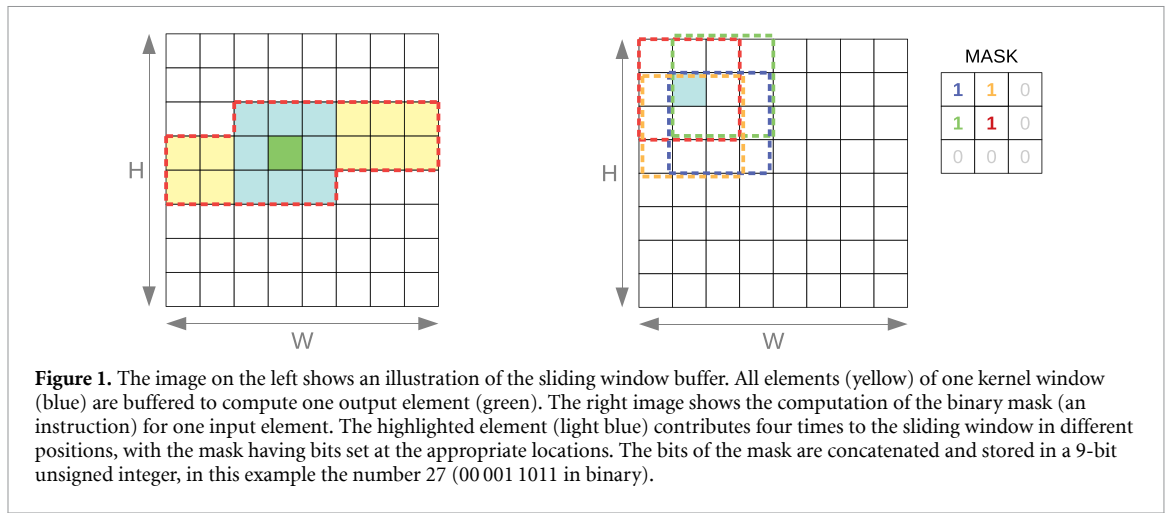 H
W
H
W
MASK
1 1 0
1 1 0
0 0 0
Figure 1. The image on the left shows an illustration of the sliding window buffer. All elements (yellow) of one kernel window
(blue) are buffered to compute one output element (green). The right image shows the computation of the binary mask (an
instruction) for one input element. The highlighted element (light blue) contributes four times to the sliding window in different
positions, with the mask having bits set at the appropriate locations. The bits of the mask are concatenated and stored in a 9-bit
unsigned integer, in this example the number 27 (00 001 1011 in binary).